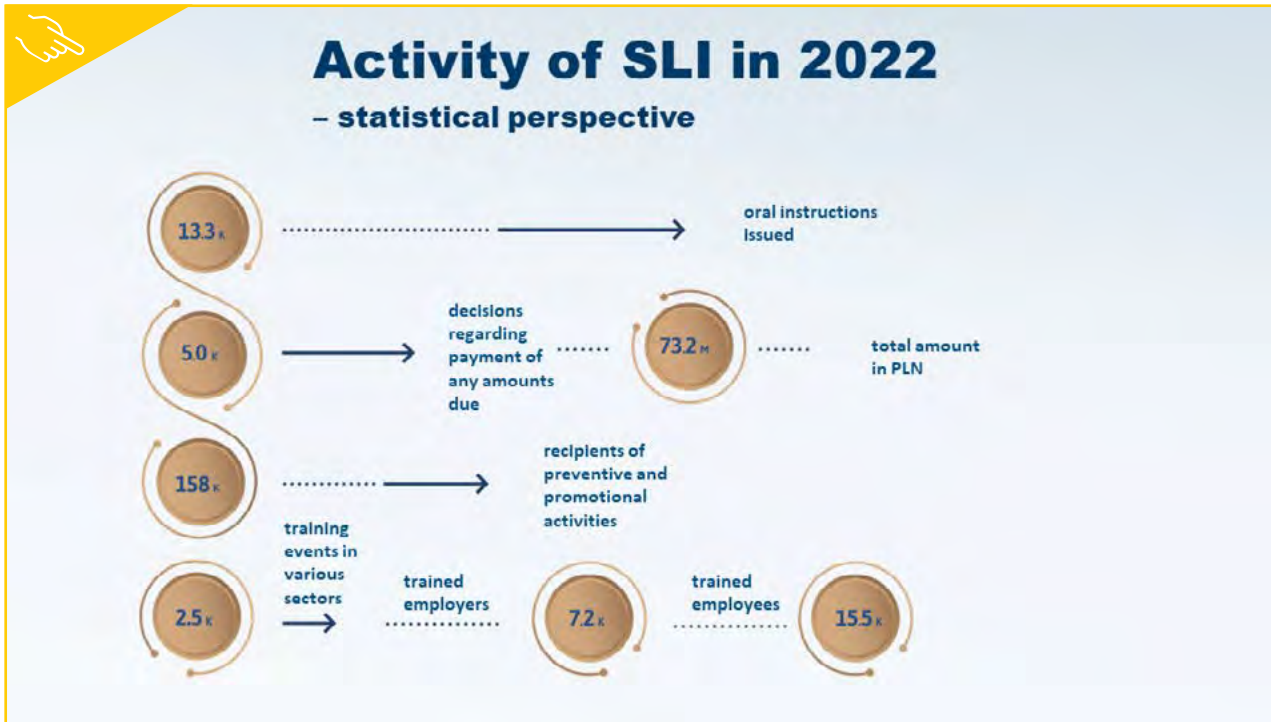 Activity of SLI in 2022
– statistical perspective
13.3 K
oral instructions
issued
5.0 K
decisions
regarding
payment of
any amounts
due
73.2 M
total amount
in PLN
158 K
recipients of
preventive and
promotional
activities
2.5 K
training
events in
various
sectors
trained
employers
7.2 K
trained
employees
15.5 K